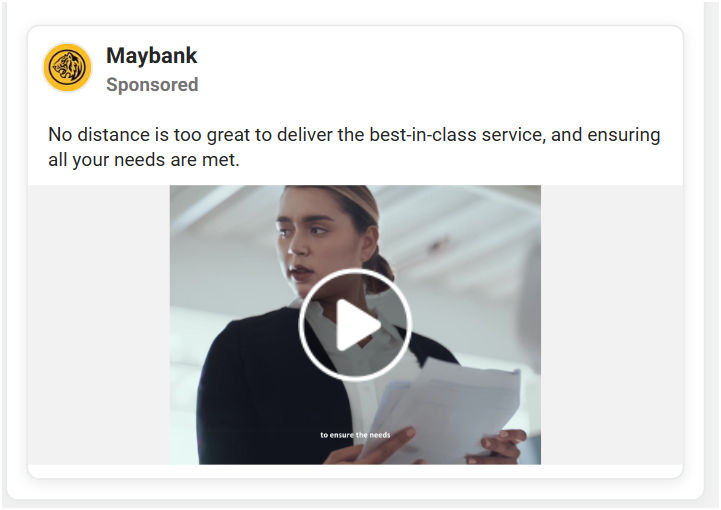 Maybank
Sponsored
No distance is too great to deliver the best-in-class service, and ensuring
all your needs are met.
to ensure the needs